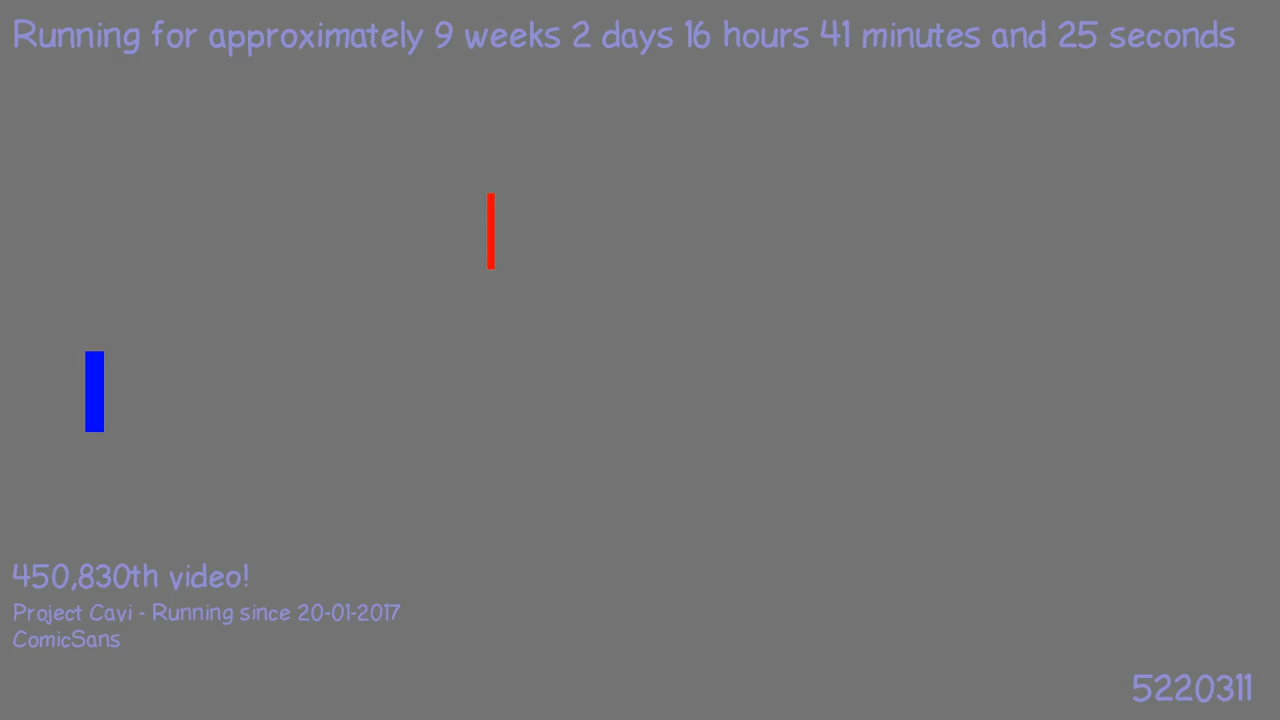 Running for approximately 9 weeks 2 days 16 hours 41 minutes and 25 seconds
450,830th video!
Project Cavi - Running since 20-01-2017
ComicSans
5220311